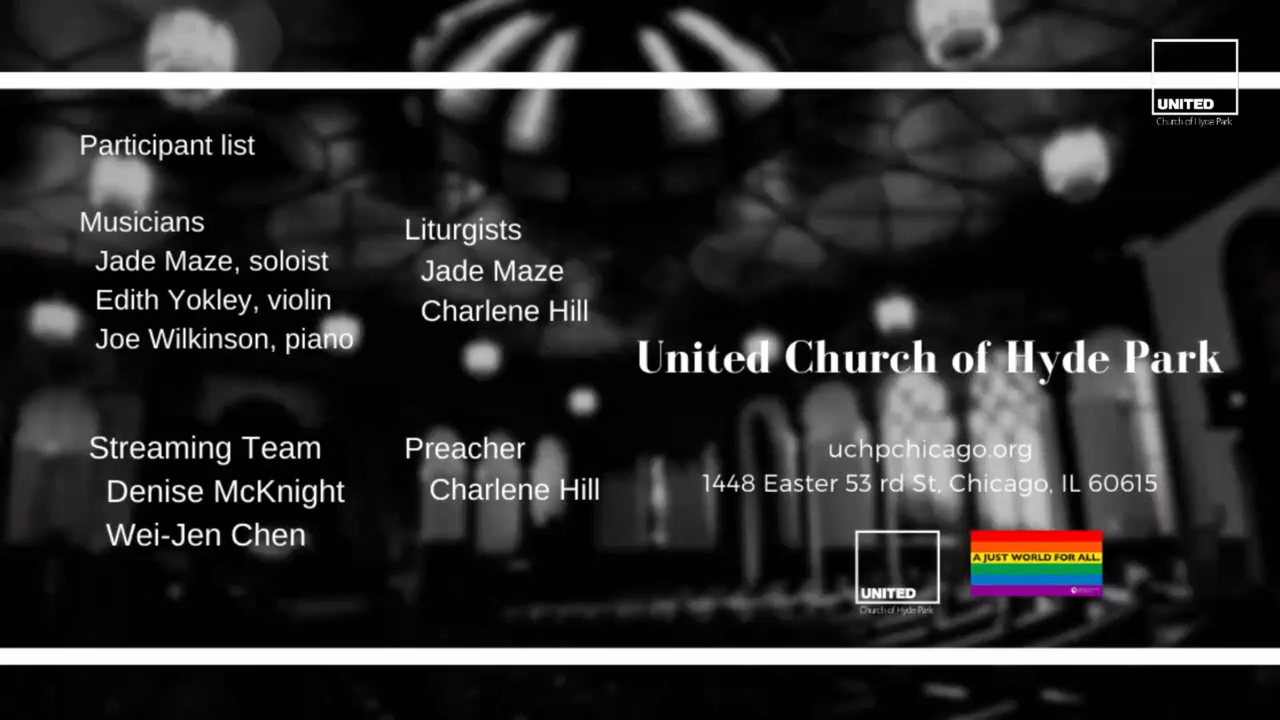 UNITED
Church of Hyde Park
Participant list
Musicians
Jade Maze, soloist
Edith Yokley, violin
Joe Wilkinson, piano
Liturgists
Jade Maze
Charlene Hill
Streaming Team
Denise McKnight
Wei-Jen Chen
Preacher
Charlene Hill
United Church of Hyde Park
uchpchicago.org
1448 Easter 53 rd St, Chicago, IL 60615
UNITED
Church of Hyde Park
A JUST WORLD FOR ALL.